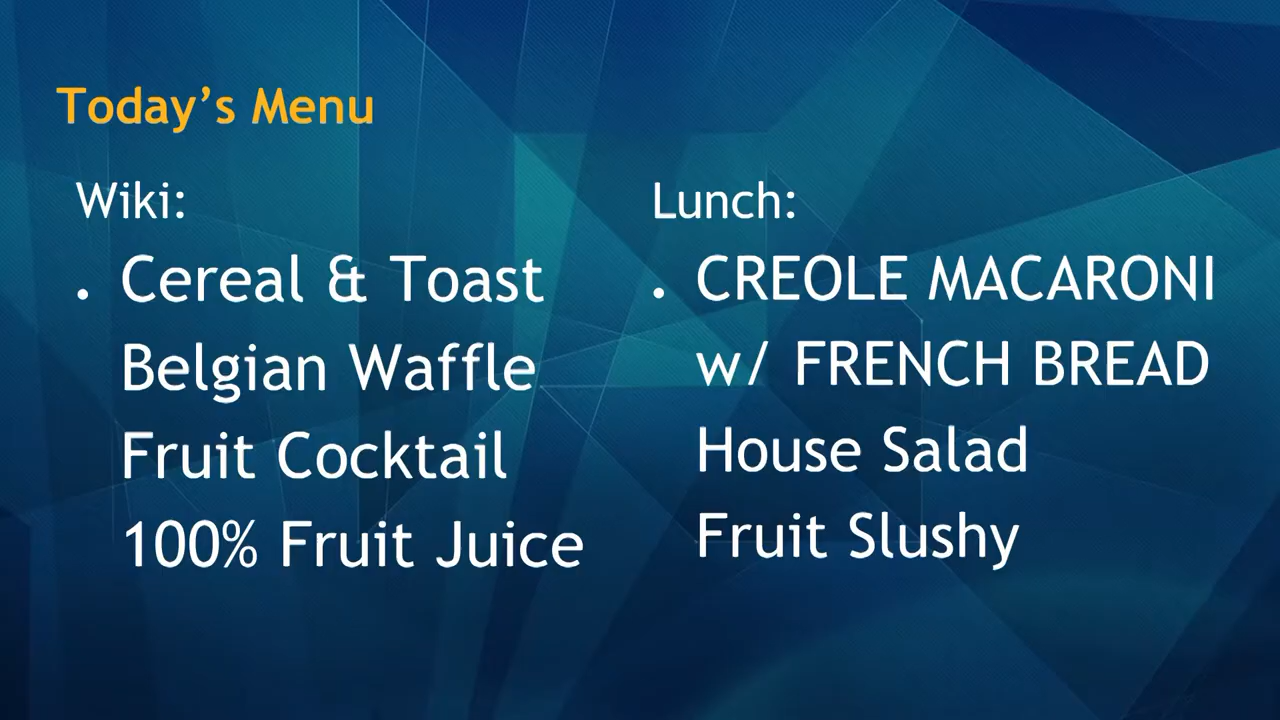 Today’s Menu
Wiki:
• Cereal & Toast
Belgian Waffle
Fruit Cocktail
100% Fruit Juice
Lunch:
• CREOLE MACARONI
w/ FRENCH BREAD
House Salad
Fruit Slushy